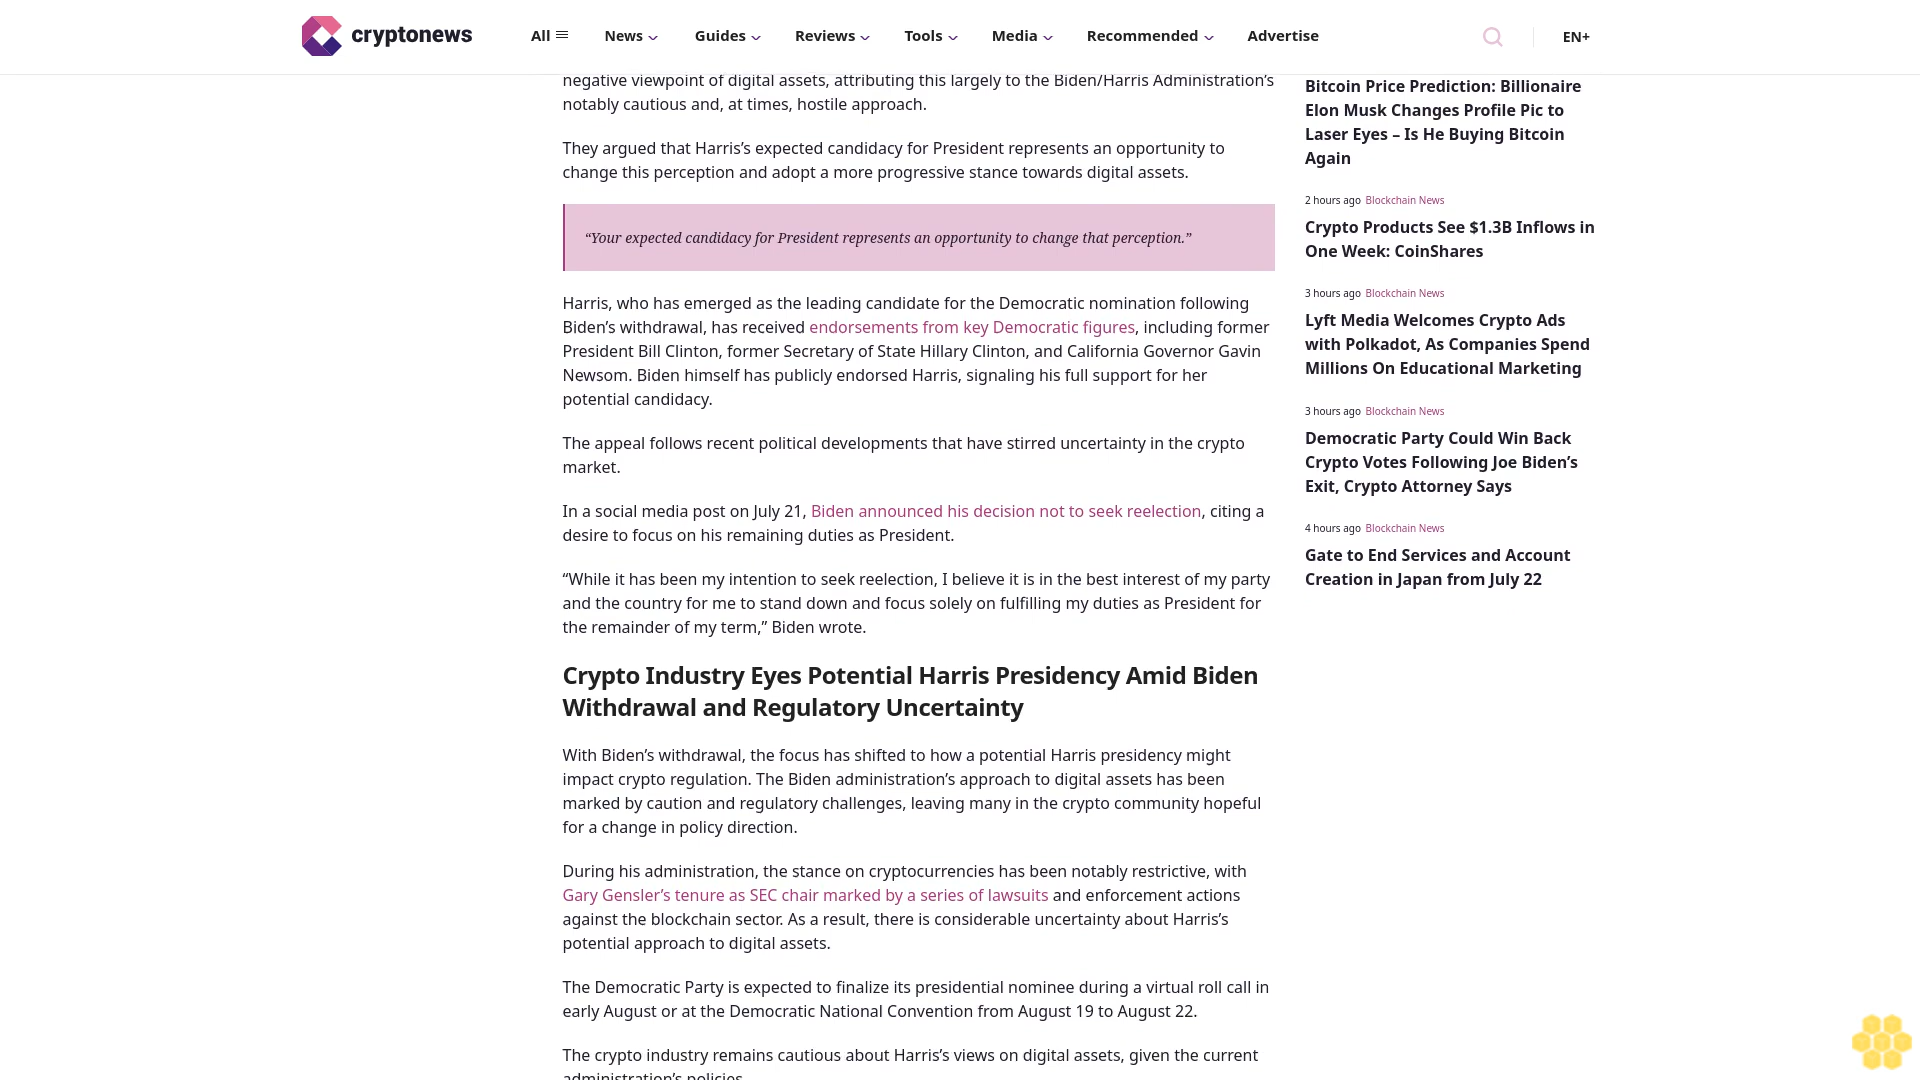 cryptonews
All
News
Guides
Reviews
Tools
Media
Recommended
Advertise
EN+
negative viewpoint of digital assets, attributing this largely to the Biden/Harris Administration’s
notably cautious and, at times, hostile approach.
They argued that Harris’s expected candidacy for President represents an opportunity to
change this perception and adopt a more progressive stance towards digital assets.
“Your expected candidacy for President represents an opportunity to change that perception.”
Harris, who has emerged as the leading candidate for the Democratic nomination following
Biden’s withdrawal, has received endorsements from key Democratic figures, including former
President Bill Clinton, former Secretary of State Hillary Clinton, and California Governor Gavin
Newsom. Biden himself has publicly endorsed Harris, signaling his full support for her
potential candidacy.
The appeal follows recent political developments that have stirred uncertainty in the crypto
market.
In a social media post on July 21, Biden announced his decision not to seek reelection, citing a
desire to focus on his remaining duties as President.
“While it has been my intention to seek reelection, I believe it is in the best interest of my party
and the country for me to stand down and focus solely on fulfilling my duties as President for
the remainder of my term,” Biden wrote.
Crypto Industry Eyes Potential Harris Presidency Amid Biden
Withdrawal and Regulatory Uncertainty
With Biden’s withdrawal, the focus has shifted to how a potential Harris presidency might
impact crypto regulation. The Biden administration’s approach to digital assets has been
marked by caution and regulatory challenges, leaving many in the crypto community hopeful
for a change in policy direction.
During his administration, the stance on cryptocurrencies has been notably restrictive, with
Gary Gensler’s tenure as SEC chair marked by a series of lawsuits and enforcement actions
against the blockchain sector. As a result, there is considerable uncertainty about Harris’s
potential approach to digital assets.
The Democratic Party is expected to finalize its presidential nominee during a virtual roll call in
early August or at the Democratic National Convention from August 19 to August 22.
The crypto industry remains cautious about Harris’s views on digital assets, given the current
administration’s policies.
Bitcoin Price Prediction: Billionaire
Elon Musk Changes Profile Pic to
Laser Eyes – Is He Buying Bitcoin
Again
2 hours ago Blockchain News
Crypto Products See $1.3B Inflows in
One Week: CoinShares
3 hours ago Blockchain News
Lyft Media Welcomes Crypto Ads
with Polkadot, As Companies Spend
Millions On Educational Marketing
3 hours ago Blockchain News
Democratic Party Could Win Back
Crypto Votes Following Joe Biden’s
Exit, Crypto Attorney Says
4 hours ago Blockchain News
Gate to End Services and Account
Creation in Japan from July 22